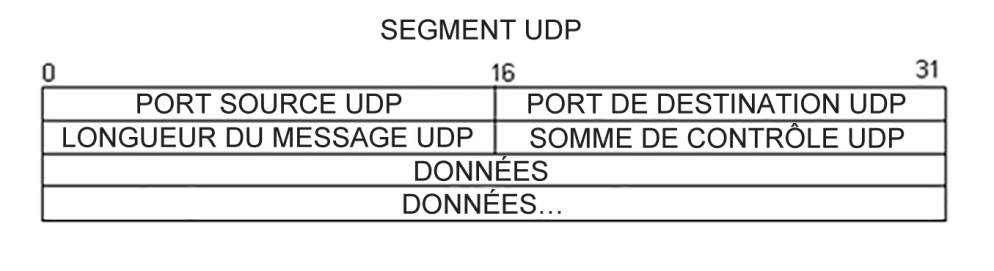 SEGMENT UDP
0 16 31
PORT SOURCE UDP PORT DE DESTINATION UDP
LONGUEUR DU MESSAGE UDP SOMME DE CONTRÔLE UDP
DONNÉES
DONNÉES...